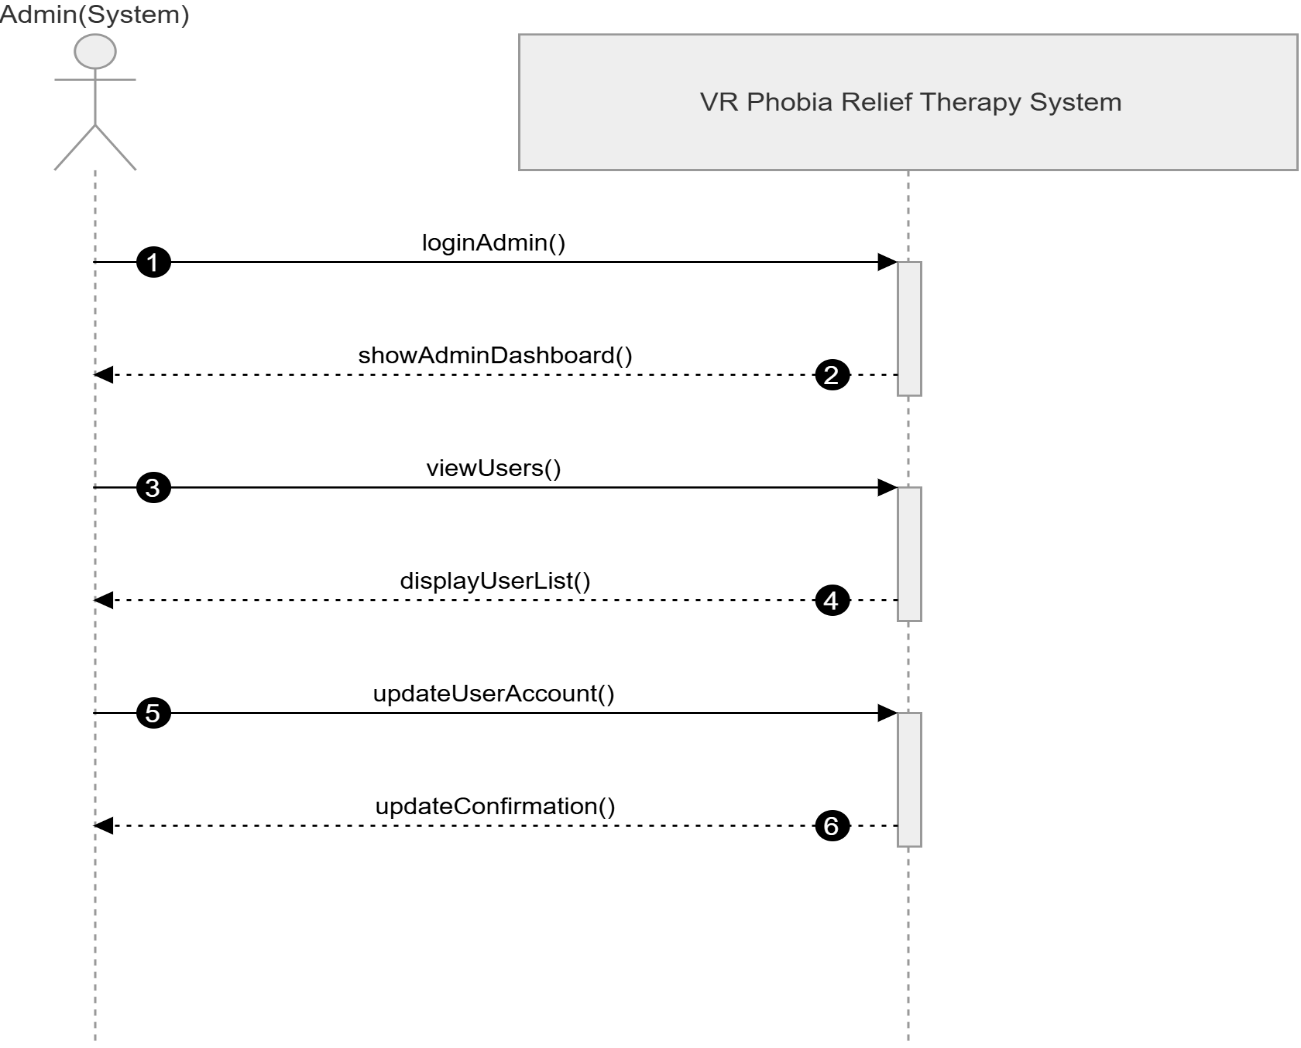 Admin(System)
VR Phobia Relief Therapy System
loginAdmin()
1
showAdminDashboard()
2
viewUsers()
3
displayUserList()
4
updateUserAccount()
5
updateConfirmation()
6